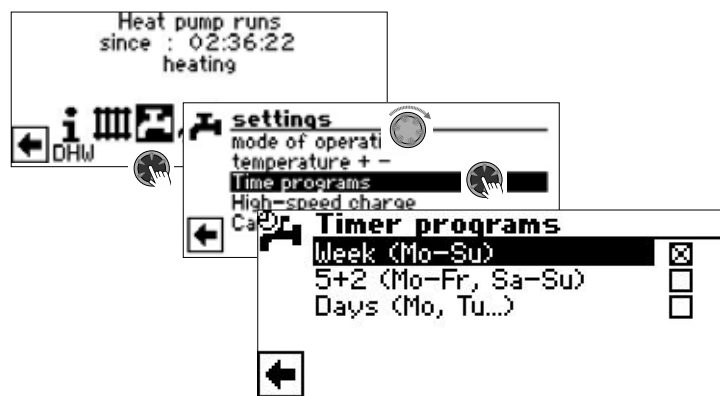 Heat pump runs
since : 02:36:22
heating
DHW
settings
mode of operati
temperature + -
Time programs
High-speed charge
Ca
Timer programs
Week (Mo-Su)
5+2 (Mo-Fr, Sa-Su)
Days (Mo, Tu...)